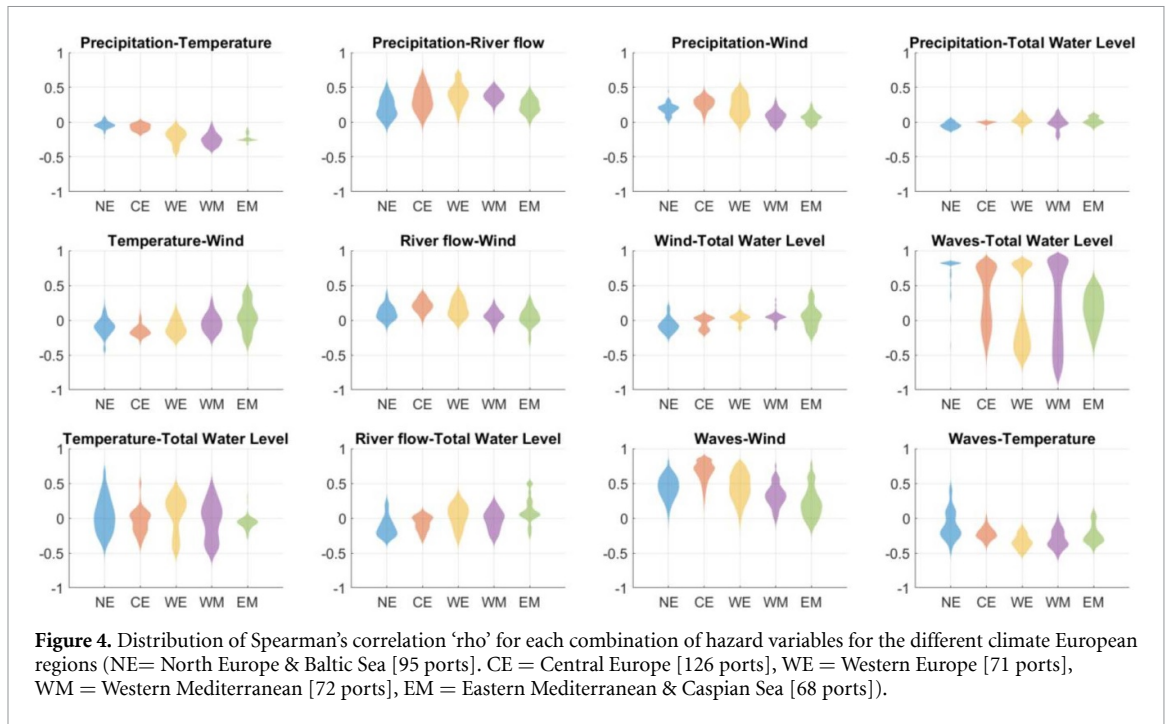 Precipitation-Temperature
1
0.5
0
-0.5
-1
NE CE WE WM EM
Precipitation-River flow
1
0.5
0
-0.5
-1
NE CE WE WM EM
Precipitation-Wind
1
0.5
0
-0.5
-1
NE CE WE WM EM
Precipitation-Total Water Level
1
0.5
0
-0.5
-1
NE CE WE WM EM
Temperature-Wind
1
0.5
0
-0.5
-1
NE CE WE WM EM
River flow-Wind
1
0.5
0
-0.5
-1
NE CE WE WM EM
Wind-Total Water Level
1
0.5
0
-0.5
-1
NE CE WE WM EM
Waves-Total Water Level
1
0.5
0
-0.5
-1
NE CE WE WM EM
Temperature-Total Water Level
1
0.5
0
-0.5
-1
NE CE WE WM EM
River flow-Total Water Level
1
0.5
0
-0.5
-1
NE CE WE WM EM
Waves-Wind
1
0.5
0
-0.5
-1
NE CE WE WM EM
Waves-Temperature
1
0.5
0
-0.5
-1
NE CE WE WM EM
Figure 4. Distribution of Spearman's correlation 'rho' for each combination of hazard variables for the different climate European
regions (NE= North Europe & Baltic Sea [95 ports]. CE = Central Europe [126 ports], WE = Western Europe [71 ports],
WM = Western Mediterranean [72 ports], EM = Eastern Mediterranean & Caspian Sea [68 ports]).